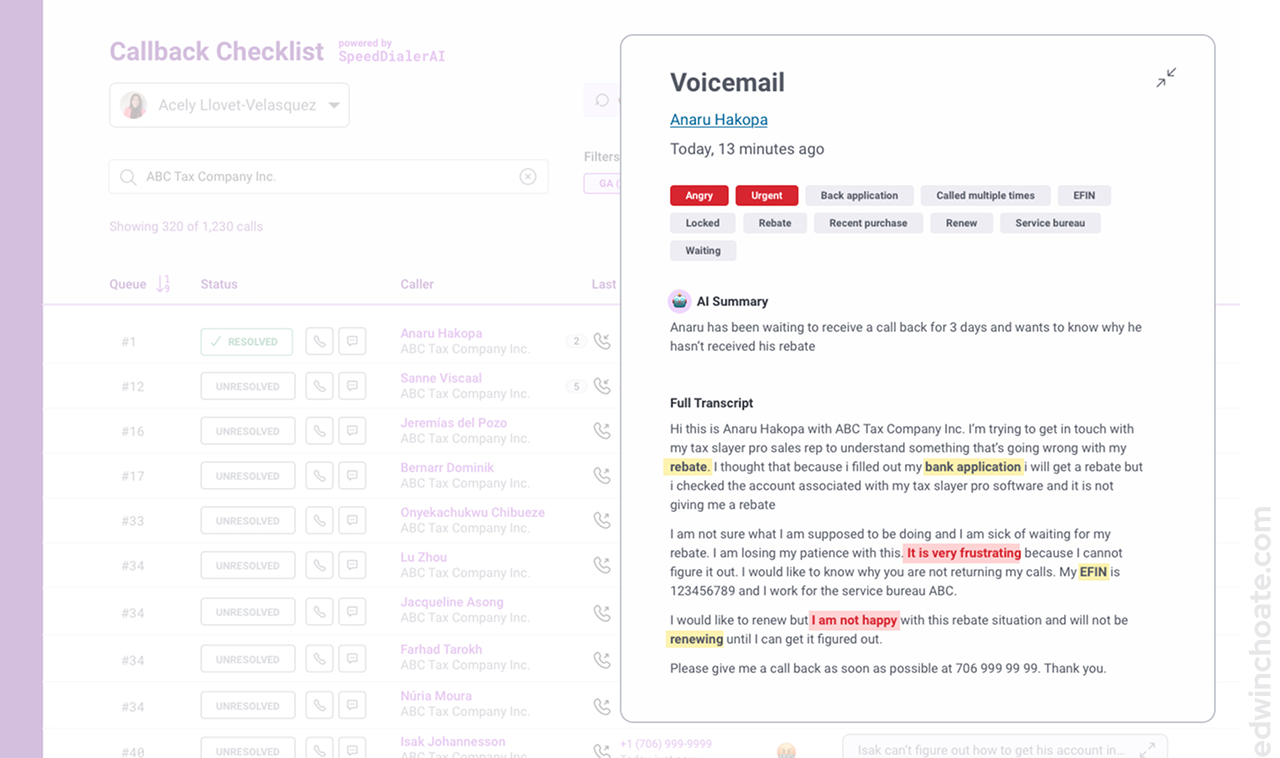 Callback Checklist
powered by
SpeedDialerAI
Acely Llovet-Velasquez
ABC Tax Company Inc.
Filters
GA (
Showing 320 of 1,230 calls
Queue
Status
Caller
Last
#1 RESOLVED Anaru Hakopa 2
ABC Tax Company Inc.
#12 UNRESOLVED Sanne Viscaal 5
ABC Tax Company Inc.
#16 UNRESOLVED Jeremías del Pozo
ABC Tax Company Inc.
#17 UNRESOLVED Bernarr Dominik
ABC Tax Company Inc.
#33 UNRESOLVED Onyekachukwu Chibueze
ABC Tax Company Inc.
#34 UNRESOLVED Lu Zhou
ABC Tax Company Inc.
#34 UNRESOLVED Jacqueline Asong
ABC Tax Company Inc.
#34 UNRESOLVED Farhad Tarokh
ABC Tax Company Inc.
#34 UNRESOLVED Núria Moura
ABC Tax Company Inc.
#40 UNRESOLVED Isak Johannesson
ABC Tax Company Inc.
+1 (706) 999-9999
Isak can't figure out how to get his account in...
Voicemail
Anaru Hakopa
Today, 13 minutes ago
Angry Urgent Back application Called multiple times EFIN
Locked Rebate Recent purchase Renew Service bureau
Waiting
AI Summary
Anaru has been waiting to receive a call back for 3 days and wants to know why he
hasn't received his rebate
Full Transcript
Hi this is Anaru Hakopa with ABC Tax Company Inc. I'm trying to get in touch with
my tax slayer pro sales rep to understand something that's going wrong with my
rebate. I thought that because i filled out my bank application i will get a rebate but
i checked the account associated with my tax slayer pro software and it is not
giving me a rebate
I am not sure what I am supposed to be doing and I am sick of waiting for my
rebate. I am losing my patience with this. It is very frustrating because I cannot
figure it out. I would like to know why you are not returning my calls. My EFIN is
123456789 and I work for the service bureau ABC.
I would like to renew but I am not happy with this rebate situation and will not be
renewing until I can get it figured out.
Please give me a call back as soon as possible at 706 999 99 99. Thank you.
edwinchoate.com